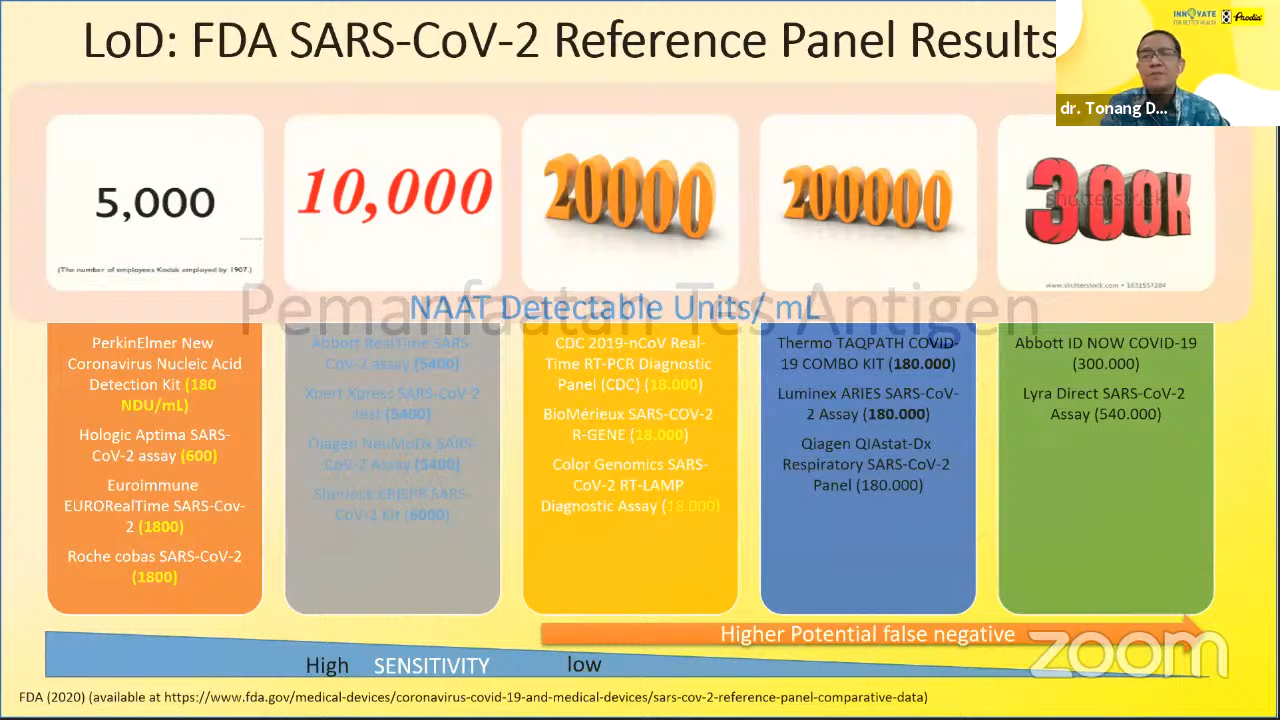 LoD: FDA SARS-CoV-2 Reference Panel Results
INNOVATE
FOR BETTER HEALTH
Prodia
dr. Tonang D...
5,000
(The number of employees Kodak employed by 1907.)
10,000
20000
200000
300K
shutterstock
www.shutterstock.com • 1631557204
Pemanfaatan Tes Antigen
NAAT Detectable Units/ mL
PerkinElmer New
Coronavirus Nucleic Acid
Detection Kit (180
NDU/mL)
Hologic Aptima SARS-
CoV-2 assay (600)
Euroimmune
EURORealTime SARS-Cov-
2 (1800)
Roche cobas SARS-CoV-2
(1800)
Abbott RealTime SARS-
Cov-2 assay (5400)
Xpert Xpress SARS-CoV-2
test (5400)
Qiagen NeuMoDx SARS-
CoV-2 Assay (5400)
Sherlock CRISPR SARS-
CoV-2 Kit (6000)
CDC 2019-nCoV Real-
Time RT-PCR Diagnostic
Panel (CDC) (18.000)
BioMérieux SARS-COV-2
R-GENE (18.000)
Color Genomics SARS-
CoV-2 RT-LAMP
Diagnostic Assay (18.000)
Thermo TAQPATH COVID-
19 COMBO KIT (180.000)
Luminex ARIES SARS-CoV-
2 Assay (180.000)
Qiagen QIAstat-Dx
Respiratory SARS-CoV-2
Panel (180.000)
Abbott ID NOW COVID-19
(300.000)
Lyra Direct SARS-CoV-2
Assay (540.000)
Higher Potential false negative
High SENSITIVITY low
zoom
FDA (2020) (available at https://www.fda.gov/medical-devices/coronavirus-covid-19-and-medical-devices/sars-cov-2-reference-panel-comparative-data)